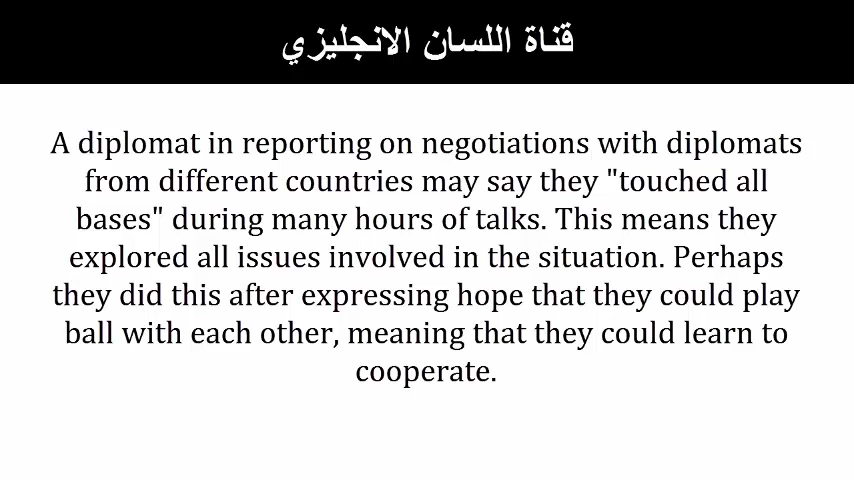 قناة اللسان الانجليزي
A diplomat in reporting on negotiations with diplomats
from different countries may say they "touched all
bases" during many hours of talks. This means they
explored all issues involved in the situation. Perhaps
they did this after expressing hope that they could play
ball with each other, meaning that they could learn to
cooperate.